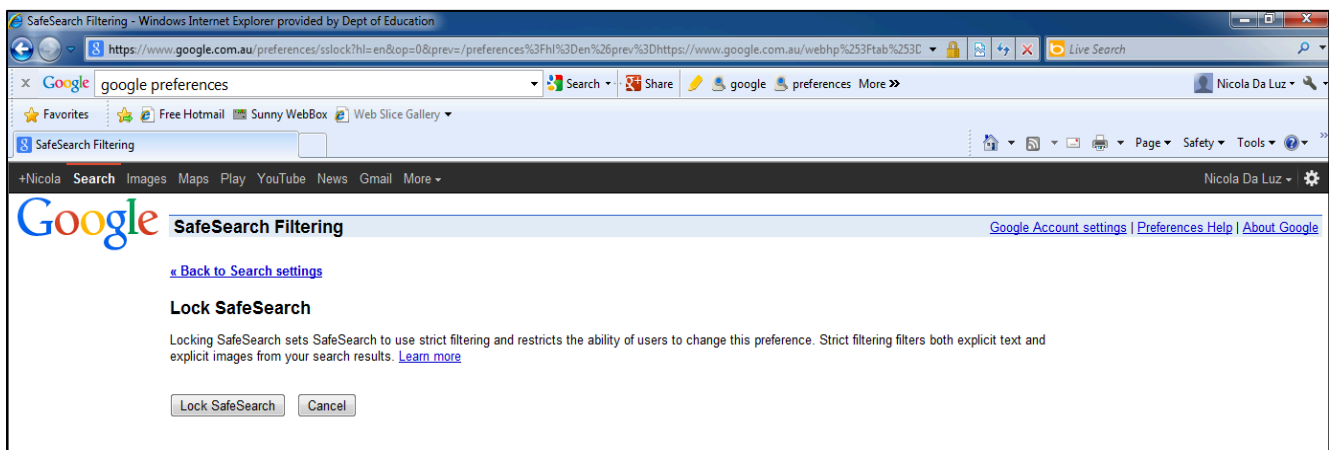 SafeSearch Filtering - Windows Internet Explorer provided by Dept of Education
https://www.google.com.au/preferences/sslock?hl=en&op=0&prev=/preferences%3Fhl%3Den%26prev%3Dhttps://www.google.com.au/webhp%253Ftab%253D Live Search
x Google google preferences Search Share google preferences More » Nicola Da Luz
Favorites Free Hotmail Sunny WebBox Web Slice Gallery
SafeSearch Filtering Page Safety Tools »
+Nicola Search Images Maps Play YouTube News Gmail More Nicola Da Luz
Google SafeSearch Filtering Google Account settings | Preferences Help | About Google
« Back to Search settings
Lock SafeSearch
Locking SafeSearch sets SafeSearch to use strict filtering and restricts the ability of users to change this preference. Strict filtering filters both explicit text and
explicit images from your search results. Learn more
Lock SafeSearch Cancel